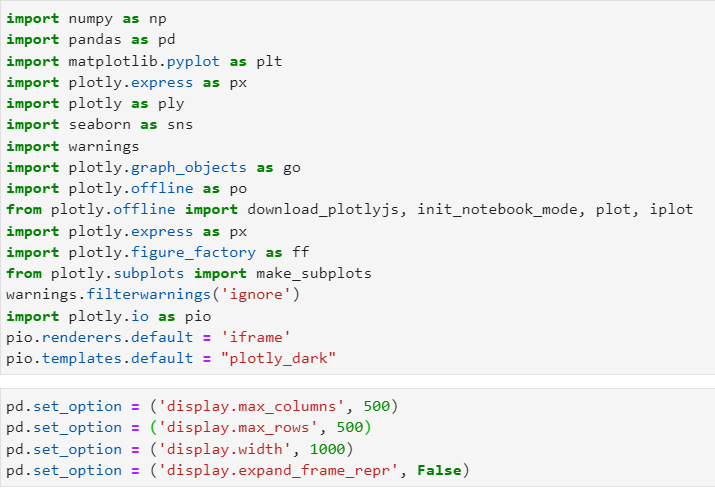 import numpy as np
import pandas as pd
import matplotlib.pyplot as plt
import plotly.express as px
import plotly as ply
import seaborn as sns
import warnings
import plotly.graph_objects as go
import plotly.offline as po
from plotly.offline import download_plotlyjs, init_notebook_mode, plot, iplot
import plotly.express as px
import plotly.figure_factory as ff
from plotly.subplots import make_subplots
warnings.filterwarnings('ignore')
import plotly.io as pio
pio.renderers.default = 'iframe'
pio.templates.default = "plotly_dark"
pd.set_option = ('display.max_columns', 500)
pd.set_option = ('display.max_rows', 500)
pd.set_option = ('display.width', 1000)
pd.set_option = ('display.expand_frame_repr', False)